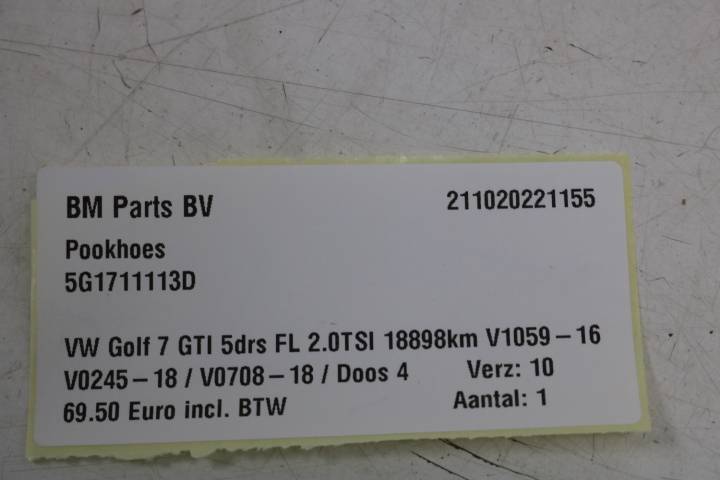 BM Parts BV 211020221155
Pookhoes
5G1711113D
VW Golf 7 GTI 5drs FL 2.0TSI 18898km V1059-16
V0245-18 / V0708-18 / Doos 4 Verz: 10
69.50 Euro incl. BTW Aantal: 1